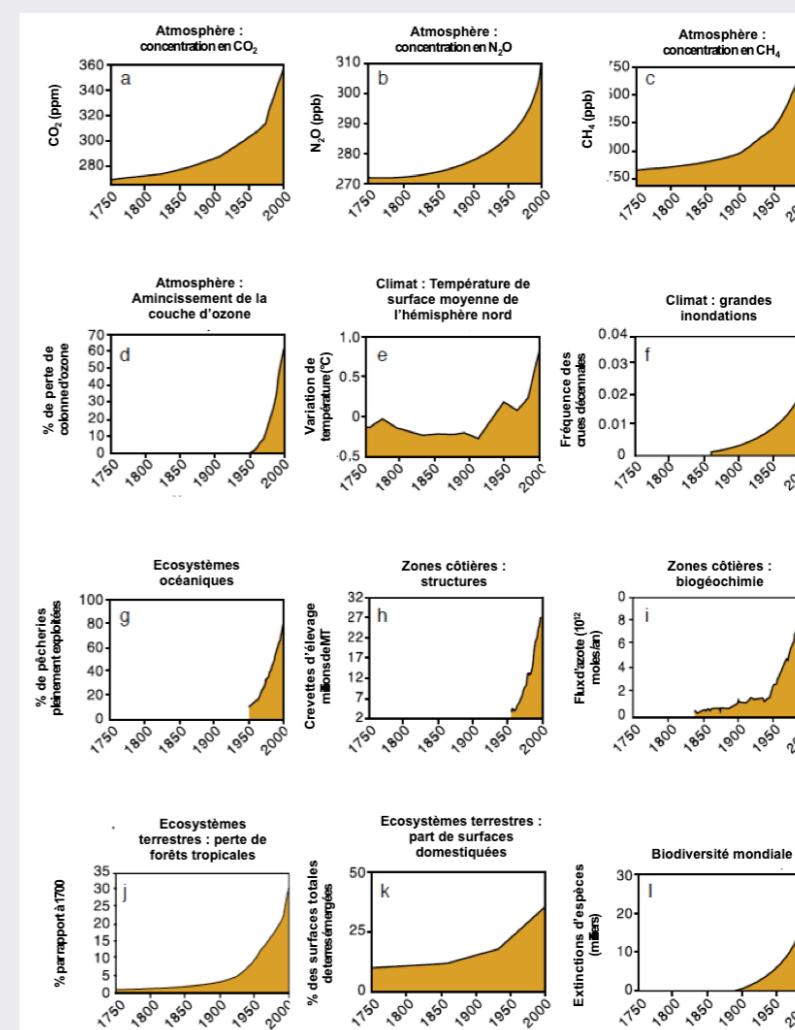 Atmosphère :
concentration en CO₂
CO₂ (ppm)
360
340
320
300
280
a
1750 1800 1850 1900 1950 2000
Atmosphère :
concentration en N₂O
N₂O (ppb)
310
300
290
280
270
b
1750 1800 1850 1900 1950 2000
Atmosphère :
concentration en CH₄
CH₄ (ppb)
750
500
250
000
750
c
1750 1800 1850 1900 1950
Atmosphère :
Amincissement de la
couche d'ozone
% de perte de
colonne d'ozone
70
60
50
40
30
20
10
0
d
1750 1800 1850 1900 1950 2000
Climat : Température de
surface moyenne de
l'hémisphère nord
Variation de
température (°C)
1.0
0.5
0
-0.5
e
1750 1800 1850 1900 1950 2000
Climat : grandes
inondations
Fréquence des
crues décennales
0.04
0.03
0.02
0.01
0
f
1750 1800 1850 1900 1950
Ecosystèmes
océaniques
% de pêcheries
pleinement exploitées
100
80
60
40
20
0
g
1750 1800 1850 1900 1950 2000
Zones côtières :
structures
Crevettes d'élevage
millions de MT
32
27
22
17
12
7
2
h
1750 1800 1850 1900 1950 2000
Zones côtières :
biogéochimie
Flux d'azote (10¹²
moles/an)
0
8
6
4
2
0
i
1750 1800 1850 1900 1950
Ecosystèmes
terrestres : perte de
forêts tropicales
% par rapport à 1700
35
30
25
20
15
10
5
0
j
1750 1800 1850 1900 1950 2000
Ecosystèmes terrestres :
part de surfaces
domestiquées
% des surfaces totales
de terres émergées
50
25
0
k
1750 1800 1850 1900 1950 2000
Biodiversité mondiale
Extinctions d'espèces
(milliers)
30
20
10
0
l
1750 1800 1850 1900 1950